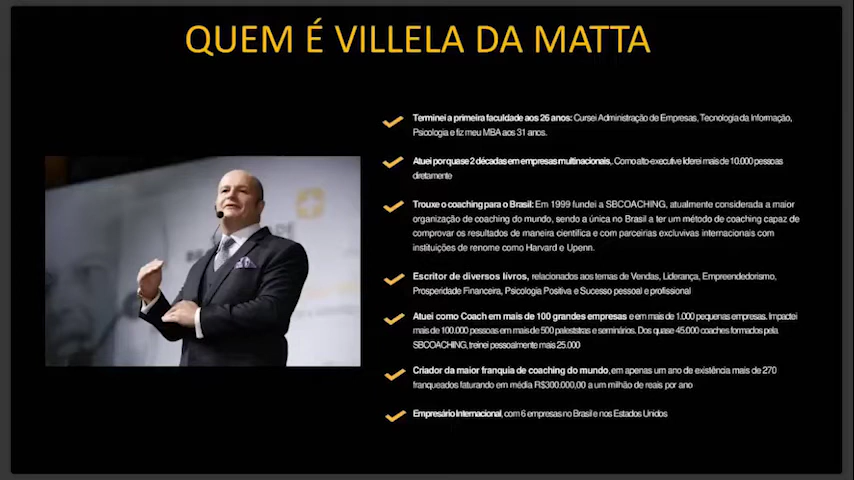 QUEM É VILLELA DA MATTA
Terminei a primeira faculdade aos 26 anos: Cursei Administração de Empresas, Tecnologia da Informação,
Psicologia e fiz meu MBA aos 31 anos.
Atuei por quase 2 décadas em empresas multinacionais,. Como alto-executive liderei mais de 10.000 pessoas
diretamente
Trouxe o coaching para o Brasil: Em 1999 fundei a SBCOACHING, atualmente considerada a maior
organização de coaching do mundo, sendo a única no Brasil a ter um método de coaching capaz de
comprovar os resultados de maneira científica e com parcerias excluvivas internacionais com
instituições de renome como Harvard e Upenn.
Escritor de diversos livros, relacionados aos temas de Vendas, Liderança, Empreendedorismo,
Prosperidade Financeira, Psicologia Positiva e Sucesso pessoal e profissional
Atuei como Coach em mais de 100 grandes empresas e em mais de 1.000 pequenas empresas. Impactei
mais de 100.000 pessoas em mais de 500 palestras e seminários. Dos quase 45.000 coaches formados pela
SBCOACHING, treinei pessoalmente mais 25.000
Criador da maior franquia de coaching do mundo, em apenas um ano de existência mais de 270
franqueados faturando em média R$300.000,00 a um milhão de reais por ano
Empresário Internacional, com 6 empresas no Brasil e nos Estados Unidos